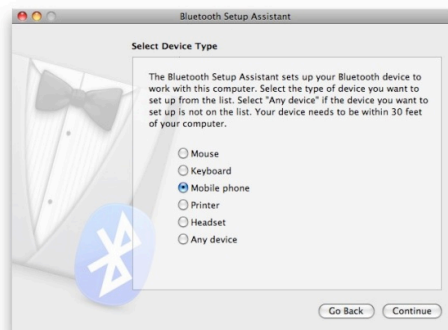 Bluetooth Setup Assistant
Select Device Type
The Bluetooth Setup Assistant sets up your Bluetooth device to
work with this computer. Select the type of device you want to
set up from the list. Select "Any device" if the device you want to
set up is not on the list. Your device needs to be within 30 feet
of your computer.
Mouse
Keyboard
Mobile phone
Printer
Headset
Any device
Go Back Continue